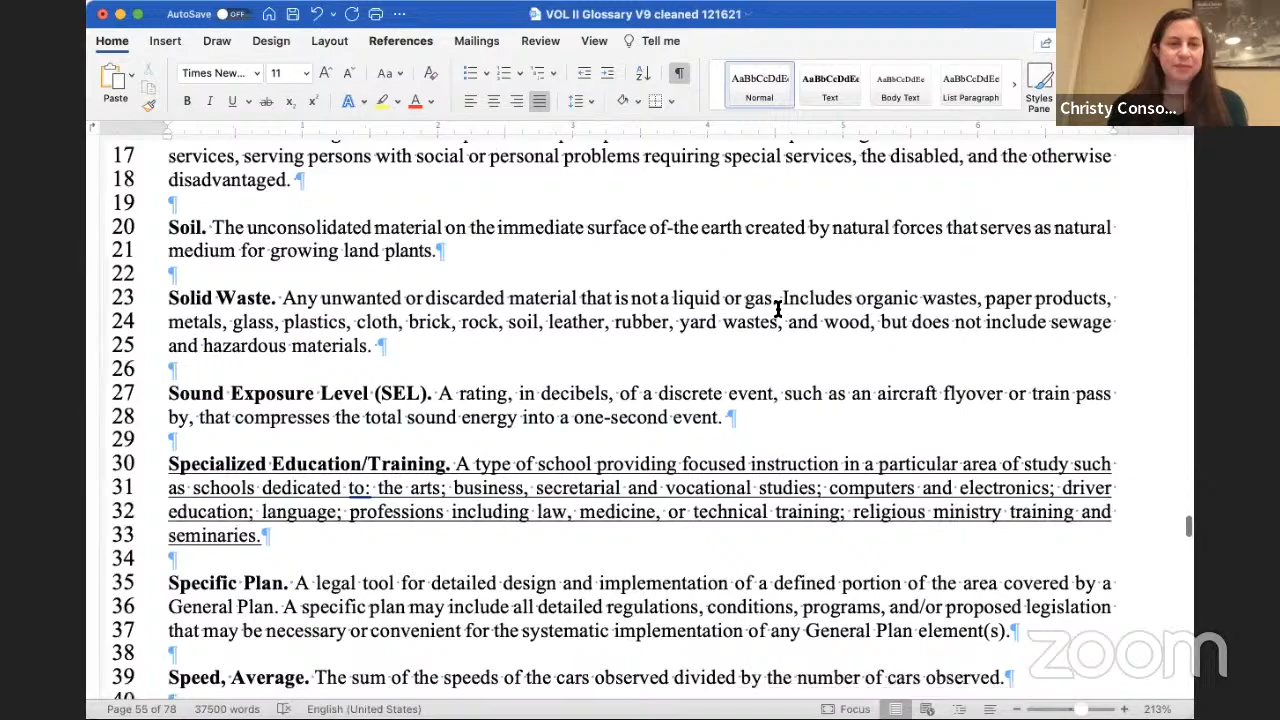 AutoSave OFF VOL II Glossary V9 cleaned 121621
Home Insert Draw Design Layout References Mailings Review View Tell me
Paste Times New... 11 Aa AaBbCcDdE Normal AaBbCcDdEe Text AaBbCcDdEe Body Text AaBbCcDdE List Paragraph Styles Pane
Christy Conso...
1 2 3 4 5 6
17 services, serving persons with social or personal problems requiring special services, the disabled, and the otherwise
18 disadvantaged. ¶
19 ¶
20 Soil. The unconsolidated material on the immediate surface of-the earth created by natural forces that serves as natural
21 medium for growing land plants.¶
22 ¶
23 Solid Waste. Any unwanted or discarded material that is not a liquid or gas. Includes organic wastes, paper products,
24 metals, glass, plastics, cloth, brick, rock, soil, leather, rubber, yard wastes, and wood, but does not include sewage
25 and hazardous materials. ¶
26 ¶
27 Sound Exposure Level (SEL). A rating, in decibels, of a discrete event, such as an aircraft flyover or train pass
28 by, that compresses the total sound energy into a one-second event. ¶
29 ¶
30 Specialized Education/Training. A type of school providing focused instruction in a particular area of study such
31 as schools dedicated to: the arts; business, secretarial and vocational studies; computers and electronics; driver
32 education; language; professions including law, medicine, or technical training; religious ministry training and
33 seminaries.¶
34 ¶
35 Specific Plan. A legal tool for detailed design and implementation of a defined portion of the area covered by a
36 General Plan. A specific plan may include all detailed regulations, conditions, programs, and/or proposed legislation
37 that may be necessary or convenient for the systematic implementation of any General Plan element(s).¶
38 ¶
39 Speed, Average. The sum of the speeds of the cars observed divided by the number of cars observed.¶
40
zoom
Page 55 of 78 37500 words English (United States) Focus 213%